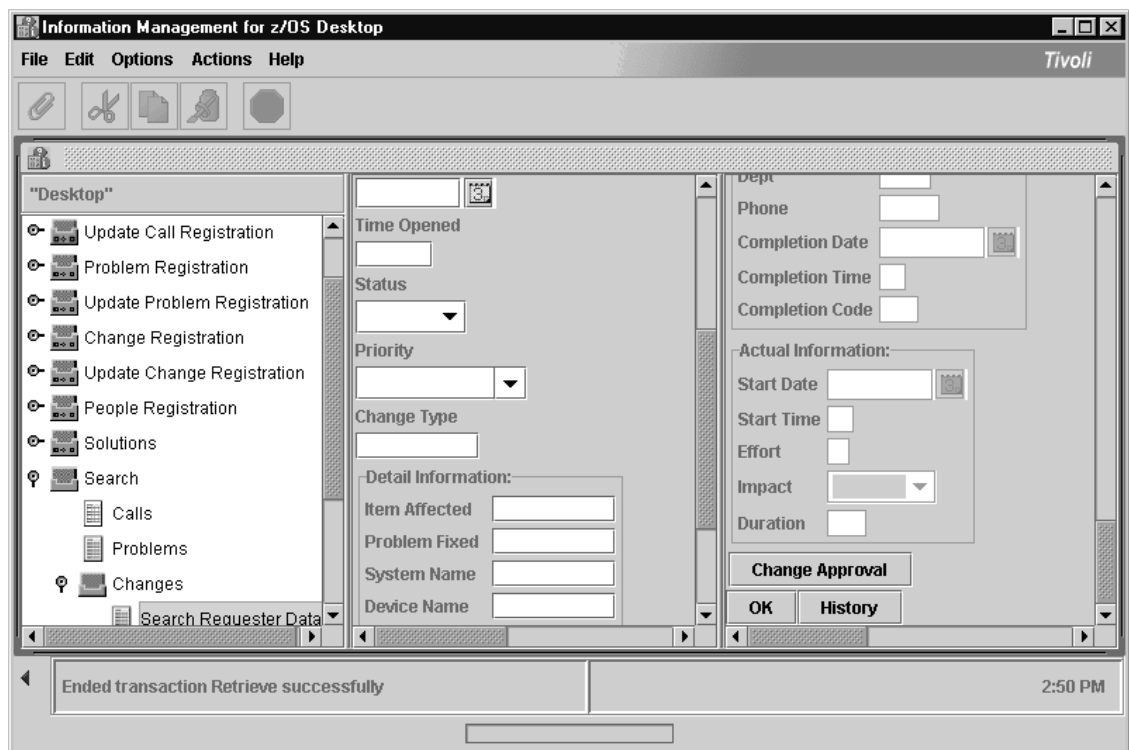 Information Management for z/OS Desktop
File Edit Options Actions Help
Tivoli
"Desktop"
Update Call Registration
Problem Registration
Update Problem Registration
Change Registration
Update Change Registration
People Registration
Solutions
Search
Calls
Problems
Changes
Search Requester Data
Time Opened
Status
Priority
Change Type
Detail Information:
Item Affected
Problem Fixed
System Name
Device Name
Dept
Phone
Completion Date
Completion Time
Completion Code
Actual Information:
Start Date
Start Time
Effort
Impact
Duration
Change Approval
OK History
Ended transaction Retrieve successfully
2:50 PM